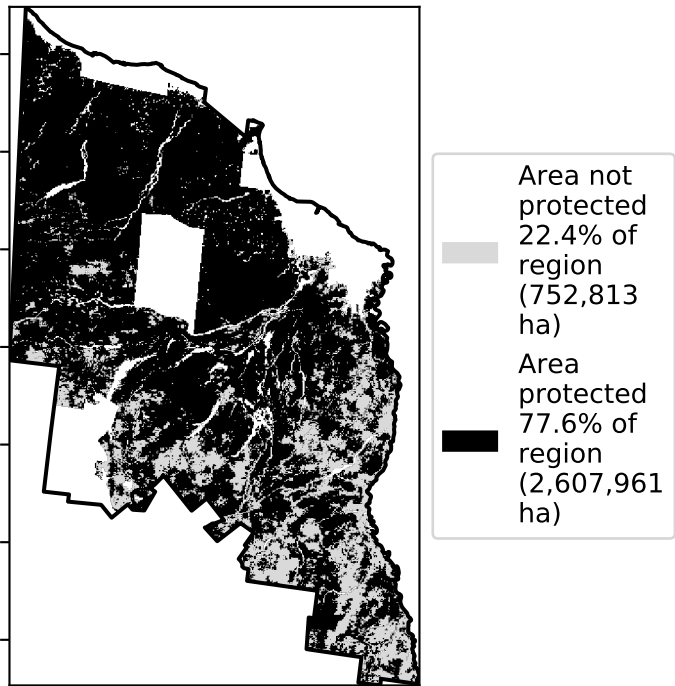 Area not
protected
22.4% of
region
(752,813
ha)
Area
protected
77.6% of
region
(2,607,961
ha)